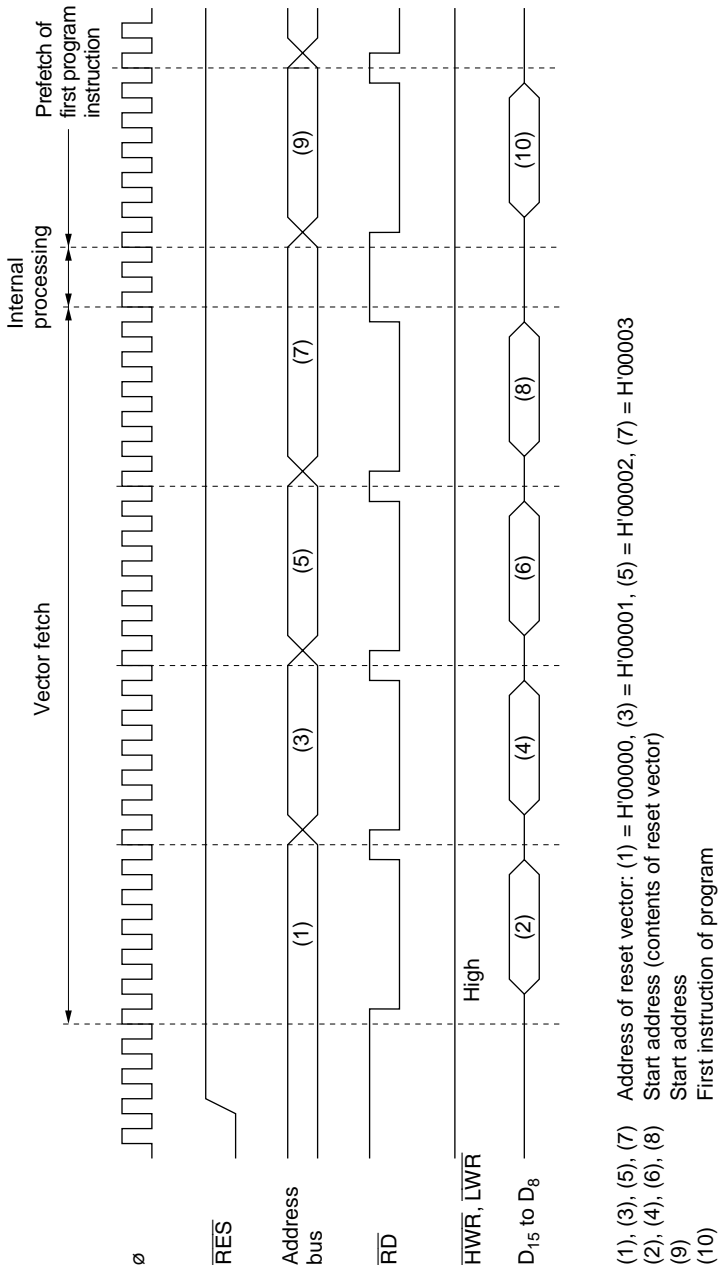 Vector fetch
Internal
processing
Prefetch of
first program
instruction
ø
RES
Address
bus
(1)
(3)
(5)
(7)
(9)
RD
HWR, LWR
High
D15 to D8
(2)
(4)
(6)
(8)
(10)
(1), (3), (5), (7) Address of reset vector: (1) = H'00000, (3) = H'00001, (5) = H'00002, (7) = H'00003
(2), (4), (6), (8) Start address (contents of reset vector)
(9) Start address
(10) First instruction of program